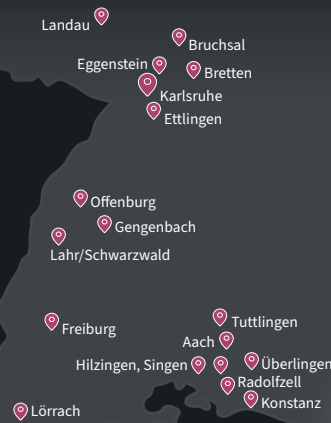 Landau
Bruchsal
Eggenstein
Bretten
Karlsruhe
Ettlingen
Offenburg
Gengenbach
Lahr/Schwarzwald
Tuttlingen
Freiburg
Aach
Hilzingen, Singen
Überlingen
Radolfzell
Konstanz
Lörrach